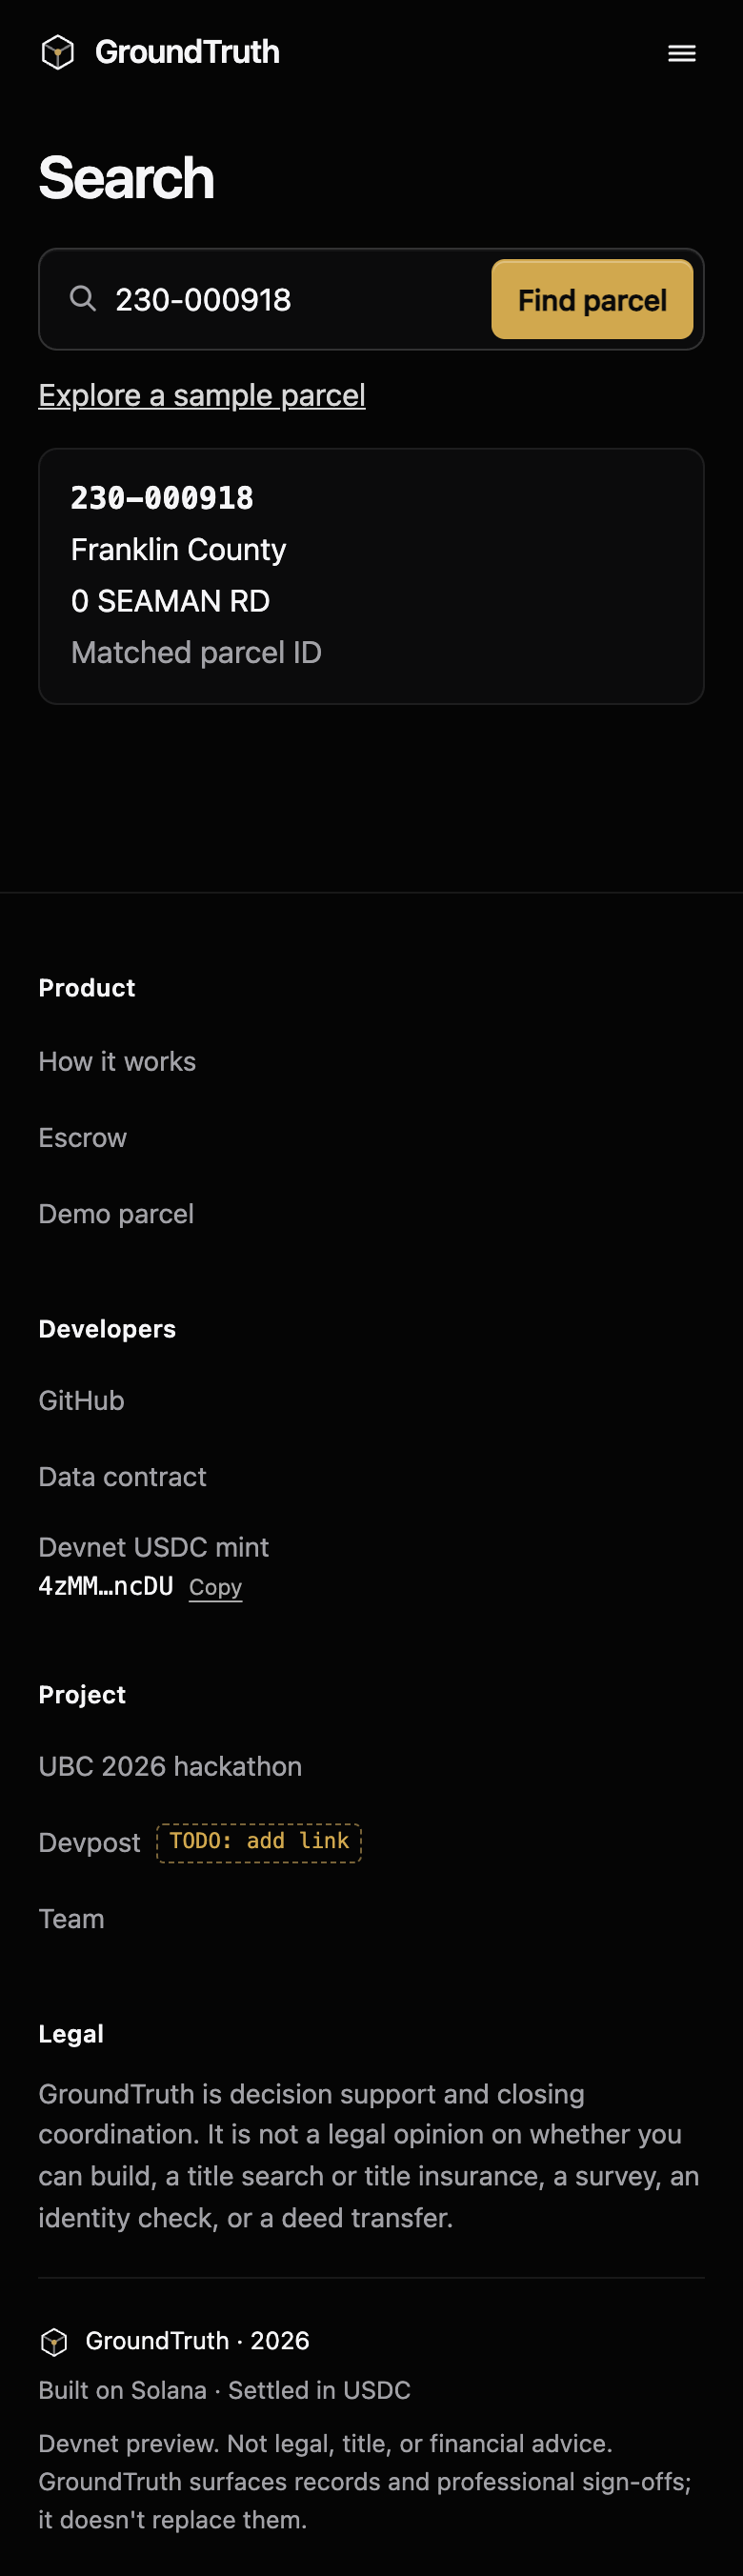 GroundTruth
Search
230-000918
Find parcel
Explore a sample parcel
230-000918
Franklin County
0 SEAMAN RD
Matched parcel ID
Product
How it works
Escrow
Demo parcel
Developers
GitHub
Data contract
Devnet USDC mint
4zMM…ncDU Copy
Project
UBC 2026 hackathon
Devpost TODO: add link
Team
Legal
GroundTruth is decision support and closing
coordination. It is not a legal opinion on whether you
can build, a title search or title insurance, a survey, an
identity check, or a deed transfer.
GroundTruth · 2026
Built on Solana · Settled in USDC
Devnet preview. Not legal, title, or financial advice.
GroundTruth surfaces records and professional sign-offs;
it doesn't replace them.